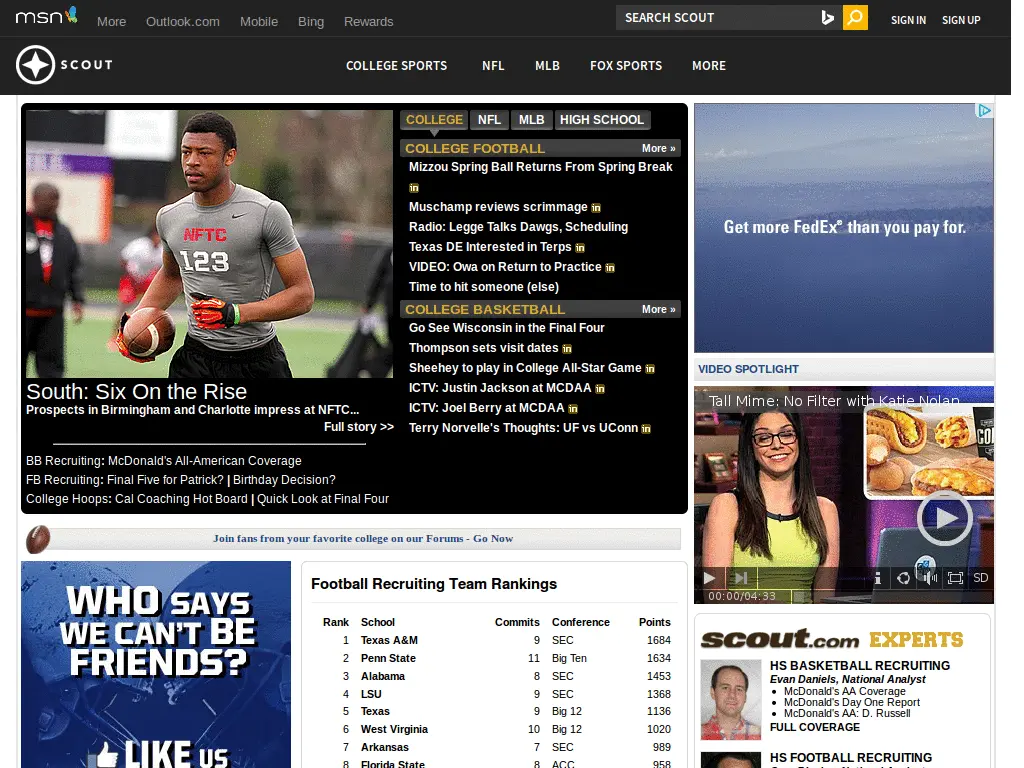 msn
More
Outlook.com
Mobile
Bing
Rewards
SEARCH SCOUT
SIGN IN
SIGN UP
SCOUT
COLLEGE SPORTS
NFL
MLB
FOX SPORTS
MORE
NFTC
123
South: Six On the Rise
Prospects in Birmingham and Charlotte impress at NFTC...
Full story >>
BB Recruiting: McDonald's All-American Coverage
FB Recruiting: Final Five for Patrick? | Birthday Decision?
College Hoops: Cal Coaching Hot Board | Quick Look at Final Four
COLLEGE
NFL
MLB
HIGH SCHOOL
COLLEGE FOOTBALL More »
Mizzou Spring Ball Returns From Spring Break
in
Muschamp reviews scrimmage in
Radio: Legge Talks Dawgs, Scheduling
Texas DE Interested in Terps in
VIDEO: Owa on Return to Practice in
Time to hit someone (else)
COLLEGE BASKETBALL More »
Go See Wisconsin in the Final Four
Thompson sets visit dates in
Sheehey to play in College All-Star Game in
ICTV: Justin Jackson at MCDAA in
ICTV: Joel Berry at MCDAA in
Terry Norvelle's Thoughts: UF vs UConn in
Get more FedEx® than you pay for.
VIDEO SPOTLIGHT
Tall Mime: No Filter with Katie Nolan
SD
00:00/04:33
Join fans from your favorite college on our Forums - Go Now
WHO SAYS
WE CAN'T BE
FRIENDS?
LIKE US
Football Recruiting Team Rankings
Rank School Commits Conference Points
1 Texas A&M 9 SEC 1684
2 Penn State 11 Big Ten 1634
3 Alabama 8 SEC 1453
4 LSU 9 SEC 1368
5 Texas 9 Big 12 1136
6 West Virginia 10 Big 12 1020
7 Arkansas 7 SEC 989
8 Florida State 8 ACC 958
scout.com EXPERTS
HS BASKETBALL RECRUITING
Evan Daniels, National Analyst
McDonald's AA Coverage
McDonald's Day One Report
McDonald's AA: D. Russell
FULL COVERAGE
HS FOOTBALL RECRUITING